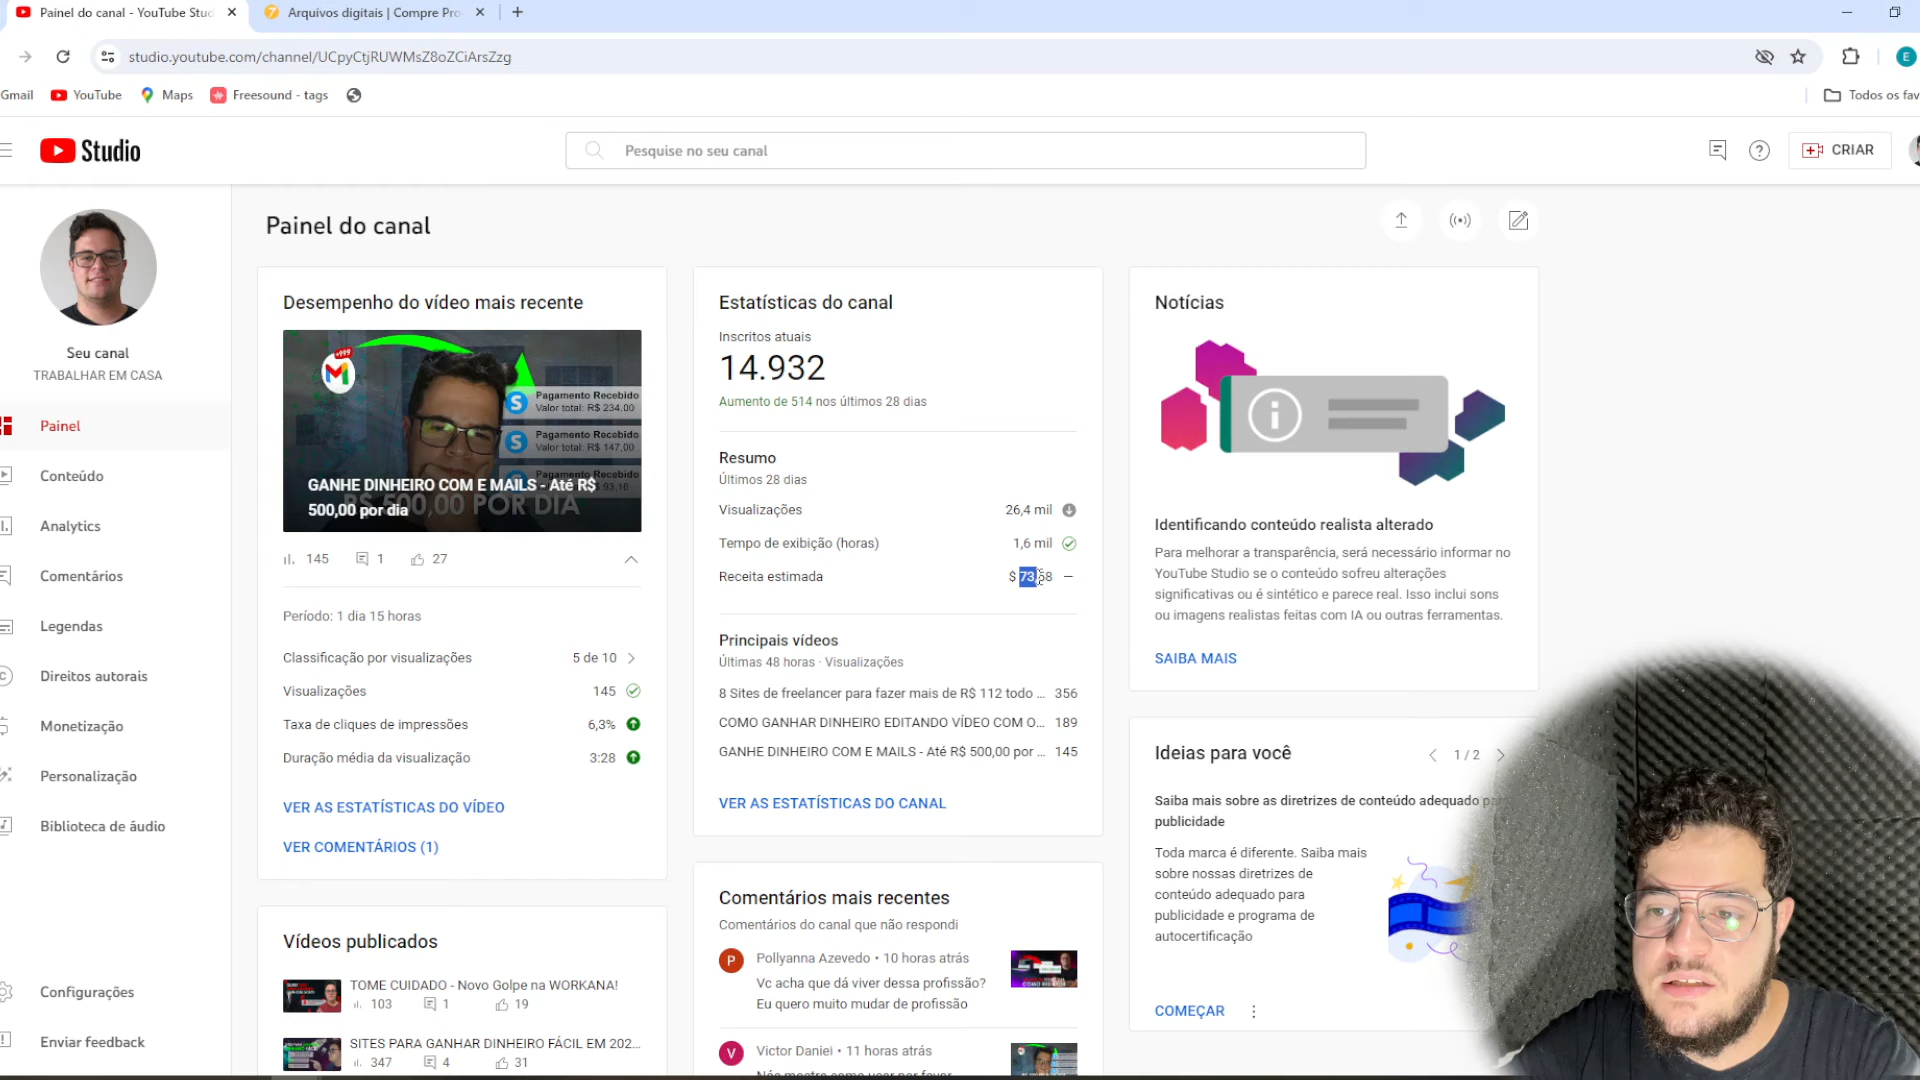 Painel do canal - YouTube Stud
Arquivos digitais | Compre Pro
studio.youtube.com/channel/UCpyCtjRUWMsZ8oZCiArsZzg
E
Gmail
YouTube
Maps
Freesound - tags
Todos os fav
Studio
Pesquise no seu canal
CRIAR
Seu canal
TRABALHAR EM CASA
Painel
Conteúdo
Analytics
Comentários
Legendas
Direitos autorais
Monetização
Personalização
Biblioteca de áudio
Configurações
Enviar feedback
Painel do canal
Desempenho do vídeo mais recente
+999
Pagamento Recebido
Valor total: R$ 234,00
Pagamento Recebido
Valor total: R$ 147,00
Pagamento Recebido
R$ 93,16
R$ 500,00 POR DIA
GANHE DINHEIRO COM E MAILS - Até R$
500,00 por dia
145 1 27
Período: 1 dia 15 horas
Classificação por visualizações 5 de 10
Visualizações 145
Taxa de cliques de impressões 6,3%
Duração média da visualização 3:28
VER AS ESTATÍSTICAS DO VÍDEO
VER COMENTÁRIOS (1)
Vídeos publicados
TOME CUIDADO - Novo Golpe na WORKANA!
103 1 19
SITES PARA GANHAR DINHEIRO FÁCIL EM 202...
347 4 31
Estatísticas do canal
Inscritos atuais
14.932
Aumento de 514 nos últimos 28 dias
Resumo
Últimos 28 dias
Visualizações 26,4 mil
Tempo de exibição (horas) 1,6 mil
Receita estimada $ 73,58 —
Principais vídeos
Últimas 48 horas · Visualizações
8 Sites de freelancer para fazer mais de R$ 112 todo ... 356
COMO GANHAR DINHEIRO EDITANDO VÍDEO COM O... 189
GANHE DINHEIRO COM E MAILS - Até R$ 500,00 por ... 145
VER AS ESTATÍSTICAS DO CANAL
Comentários mais recentes
Comentários do canal que não respondi
P
Pollyanna Azevedo • 10 horas atrás
Vc acha que dá viver dessa profissão?
Eu quero muito mudar de profissão
V
Victor Daniei • 11 horas atrás
Notícias
Identificando conteúdo realista alterado
Para melhorar a transparência, será necessário informar no
YouTube Studio se o conteúdo sofreu alterações
significativas ou é sintético e parece real. Isso inclui sons
ou imagens realistas feitas com IA ou outras ferramentas.
SAIBA MAIS
Ideias para você
1 / 2
Saiba mais sobre as diretrizes de conteúdo adequado
publicidade
Toda marca é diferente. Saiba mais
sobre nossas diretrizes de
conteúdo adequado para
publicidade e programa de
autocertificação
COMEÇAR